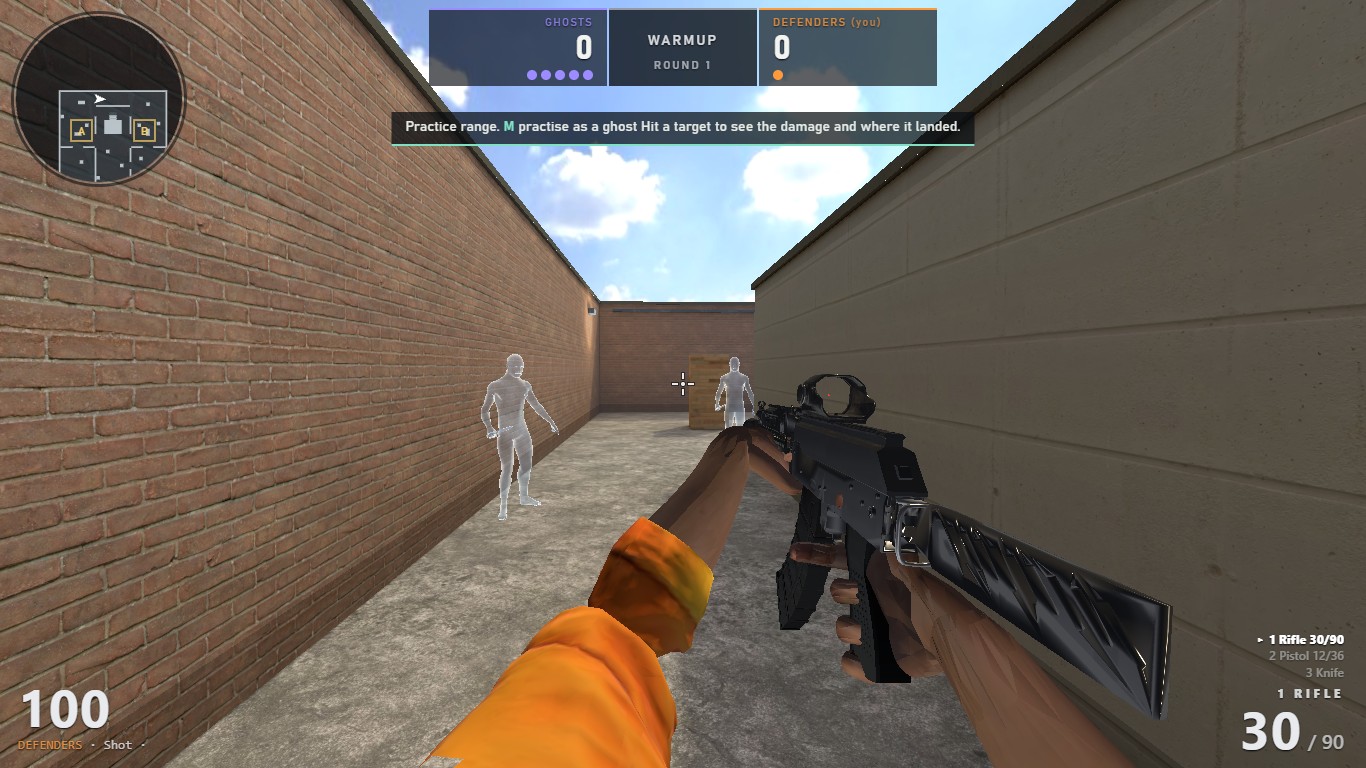 GHOSTS
0
WARMUP
ROUND 1
DEFENDERS (you)
0
Practice range. M practise as a ghost Hit a target to see the damage and where it landed.
A
B
100
DEFENDERS · Shot ·
▸ 1 Rifle 30/90
2 Pistol 12/36
3 Knife
1 RIFLE
30 / 90